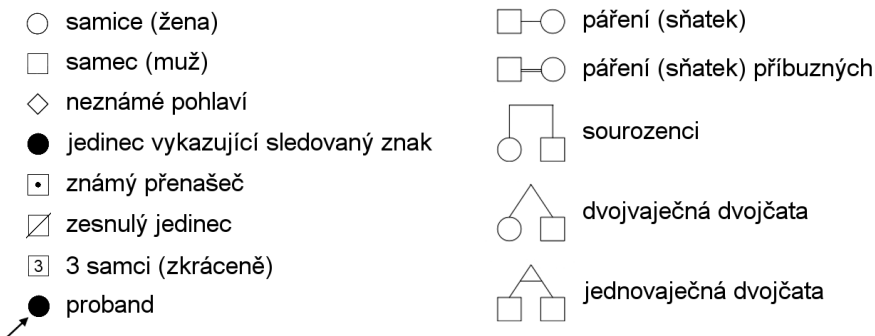 samice (žena)
samec (muž)
neznámé pohlaví
jedinec vykazující sledovaný znak
známý přenašeč
zesnulý jedinec
3 3 samci (zkráceně)
proband
páření (sňatek)
páření (sňatek) příbuzných
sourozenci
dvojvaječná dvojčata
jednovaječná dvojčata